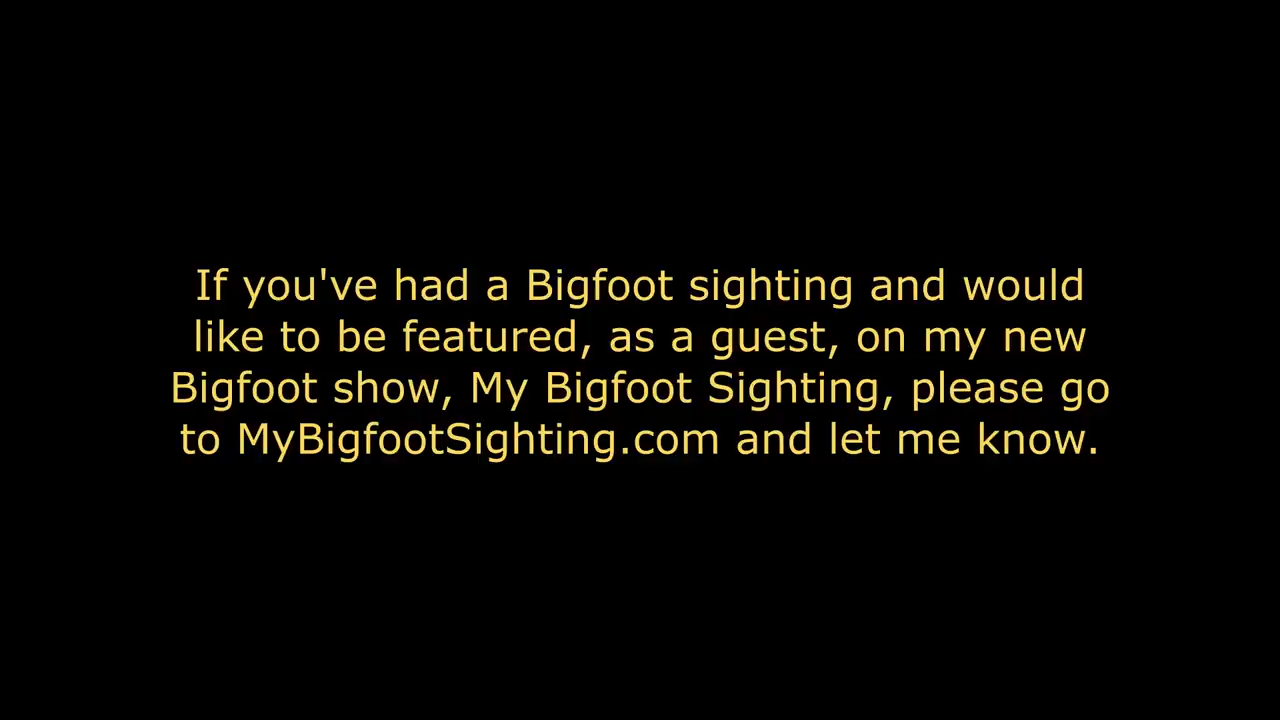 If you've had a Bigfoot sighting and would
like to be featured, as a guest, on my new
Bigfoot show, My Bigfoot Sighting, please go
to MyBigfootSighting.com and let me know.